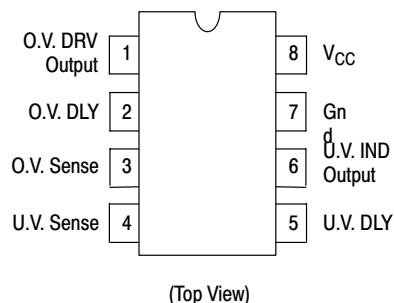 O.V. DRV
Output
1
8
VCC
O.V. DLY
2
7
Gn
d
O.V. Sense
3
6
U.V. IND
Output
U.V. Sense
4
5
U.V. DLY
(Top View)